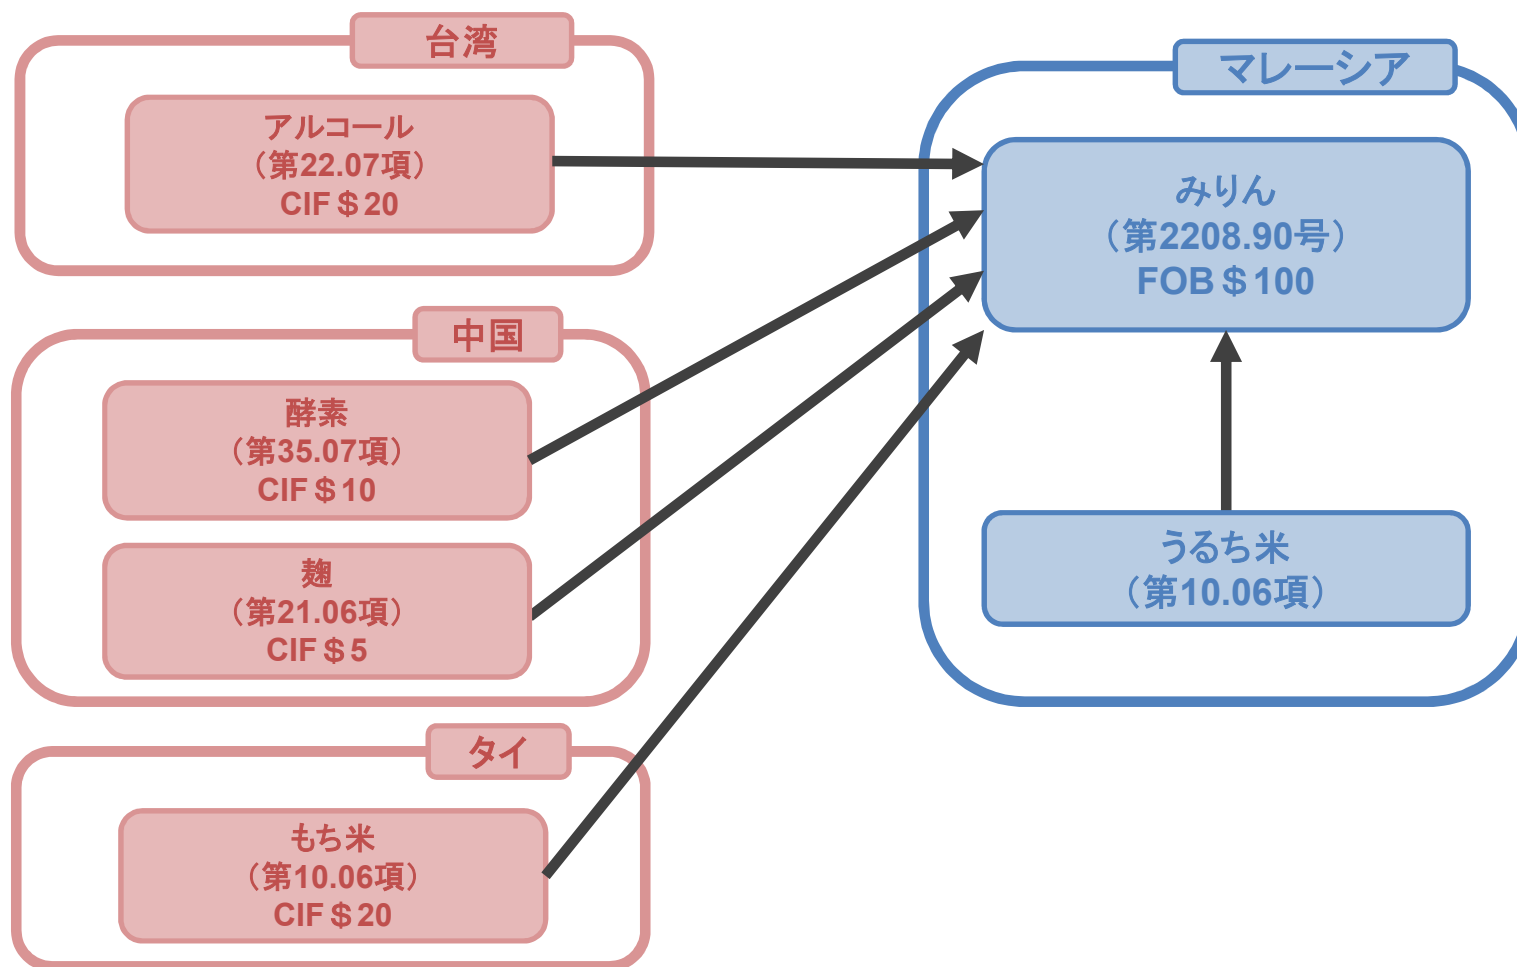 台湾
アルコール
（第22.07項）
CIF＄20
中国
酵素
（第35.07項）
CIF＄10
麹
（第21.06項）
CIF＄5
タイ
もち米
（第10.06項）
CIF＄20
マレーシア
みりん
（第2208.90号）
FOB＄100
うるち米
（第10.06項）